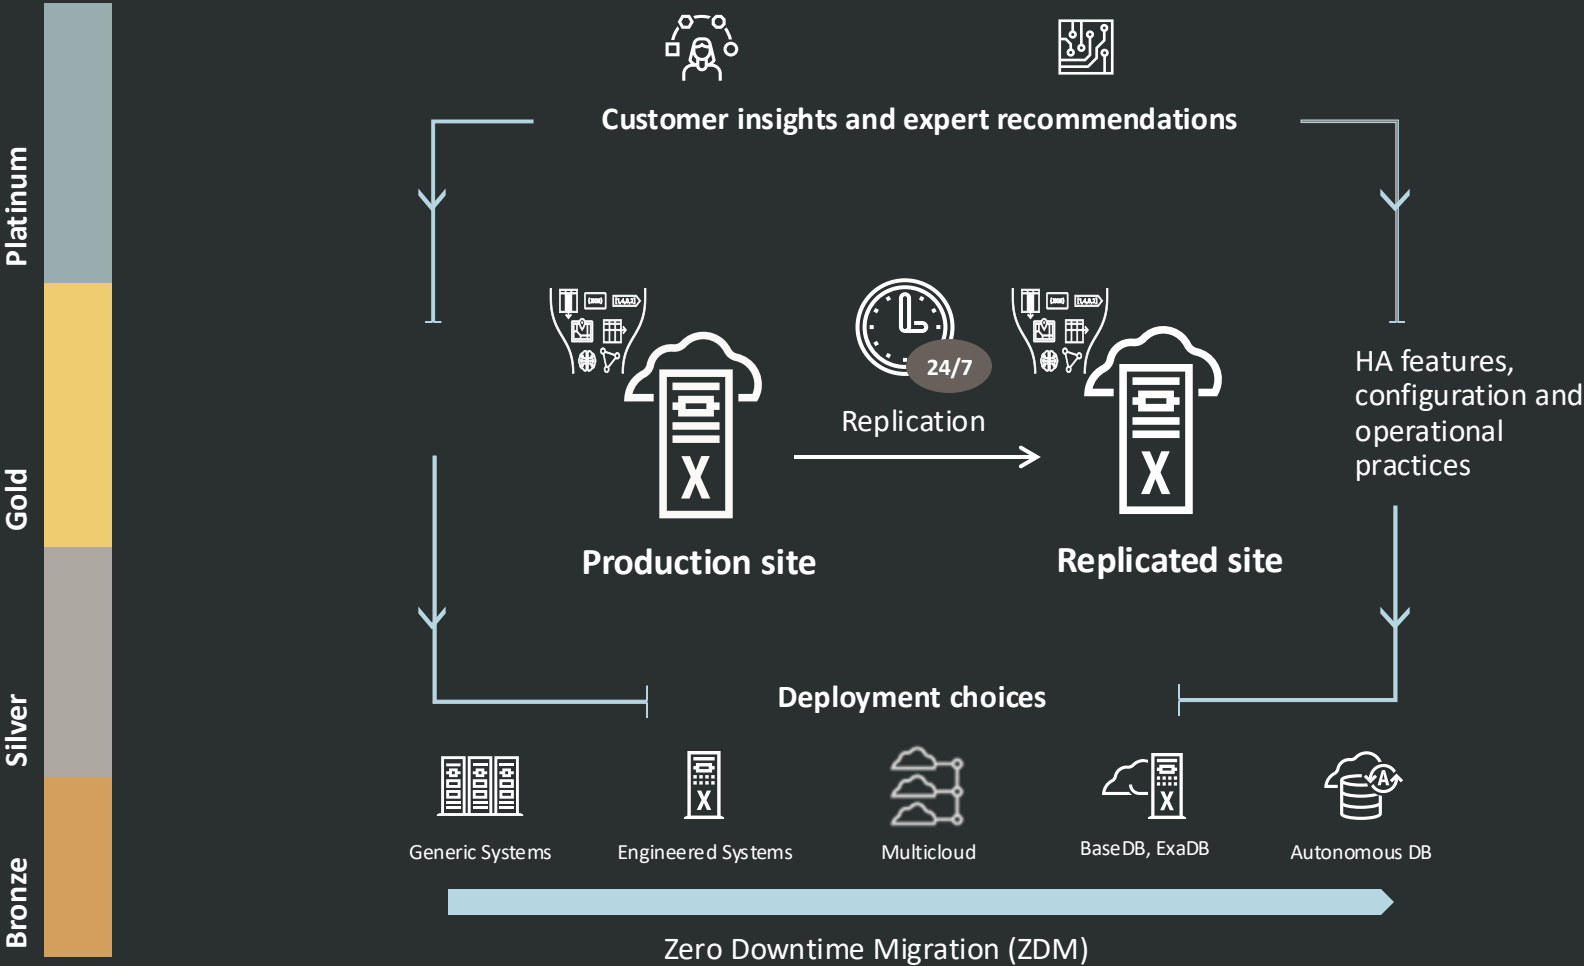 Customer insights and expert recommendations
Platinum
Gold
Silver
Bronze
24/7
Replication
X
X
Production site
Replicated site
HA features,
configuration and
operational
practices
Deployment choices
X
X
A
Generic Systems
Engineered Systems
Multicloud
BaseDB, ExaDB
Autonomous DB
Zero Downtime Migration (ZDM)